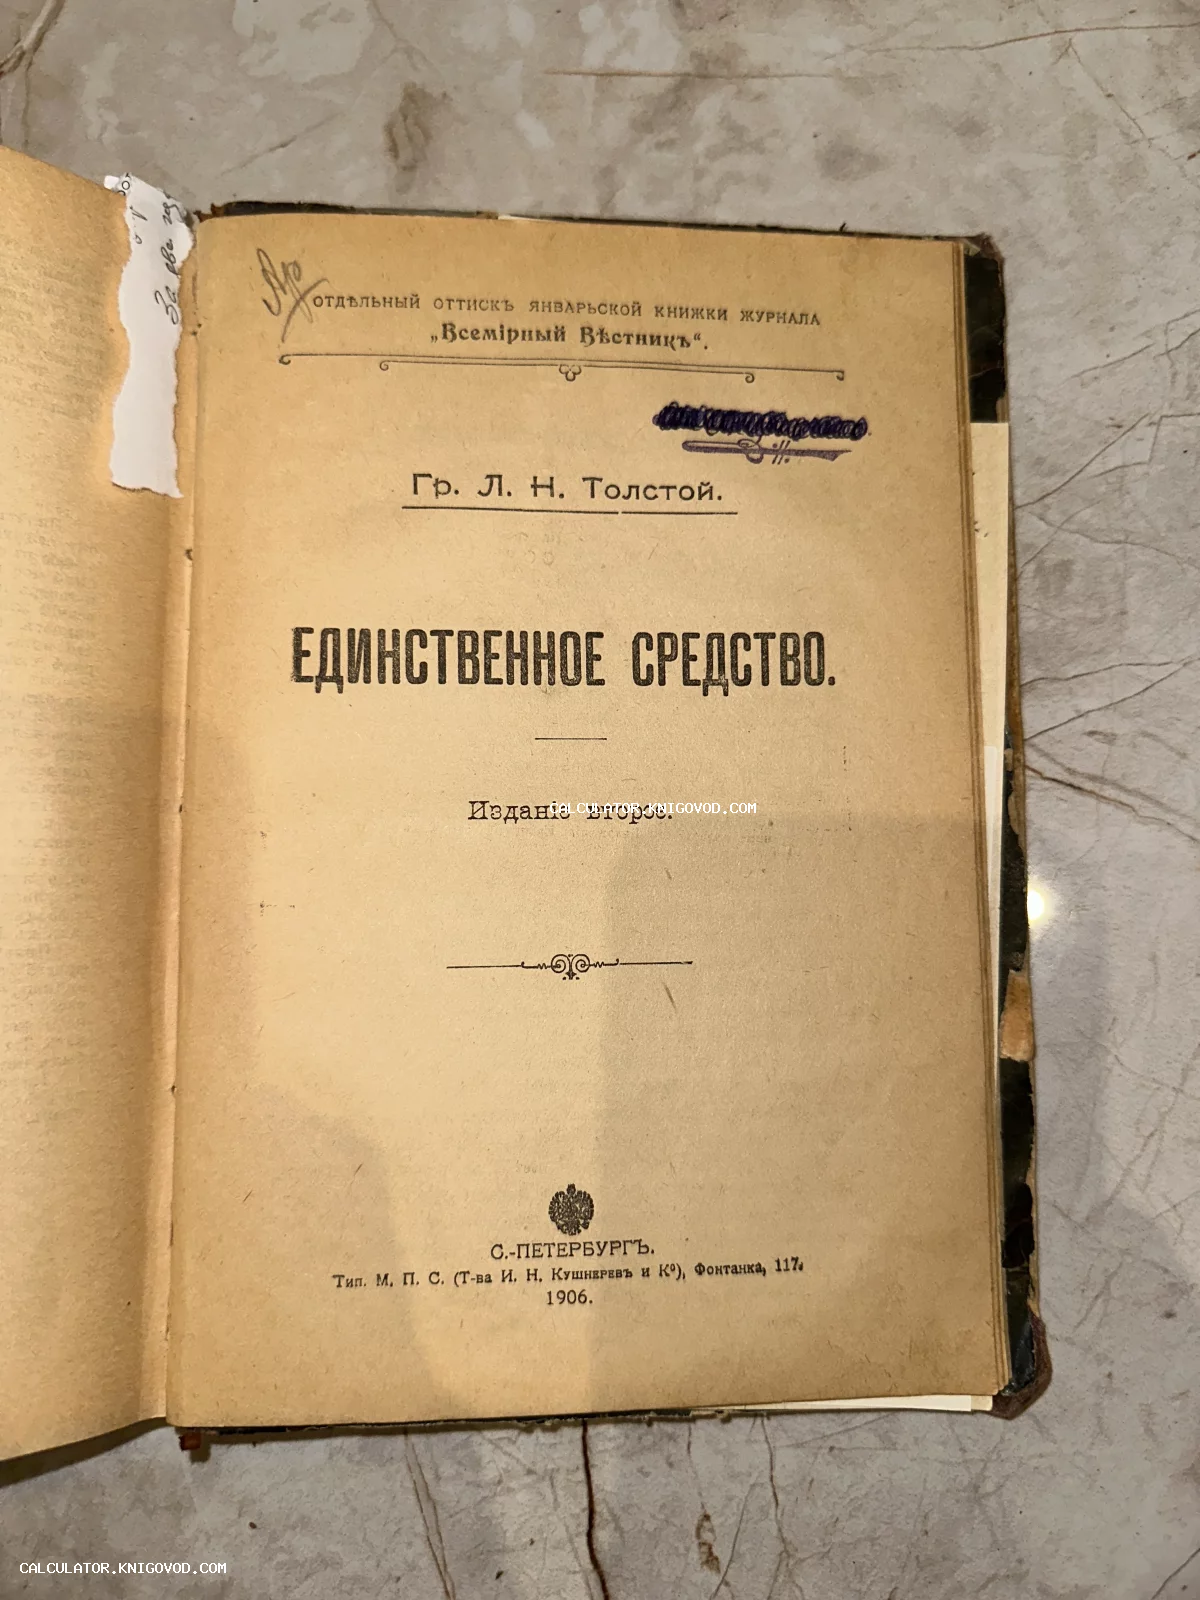 ОТДѢЛЬНЫЙ ОТТИСКЪ ЯНВАРЬСКОЙ КНИЖКИ ЖУРНАЛА
„Всемірный Вѣстникъ“.
Гр. Л. Н. Толстой.
ЕДИНСТВЕННОЕ СРЕДСТВО.
Изданіе второе.
CALCULATOR.KNIGOVOD.COM
С.-ПЕТЕРБУРГЪ.
Тип. М. П. С. (Т-ва И. Н. Кушнеревъ и К⁰), Фонтанка, 117.
1906.
CALCULATOR.KNIGOVOD.COM